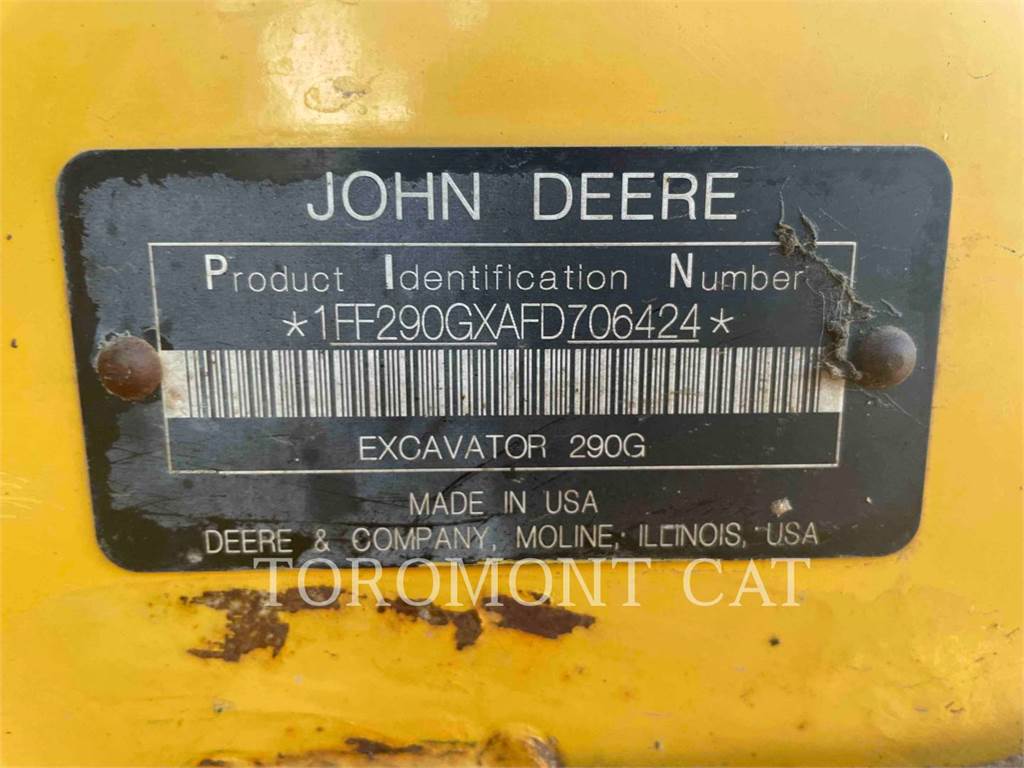 JOHN DEERE
Product Identification Number
*1FF290GXAFD706424*
EXCAVATOR 290G
MADE IN USA
DEERE & COMPANY, MOLINE, ILLINOIS, USA
TOROMONT CAT